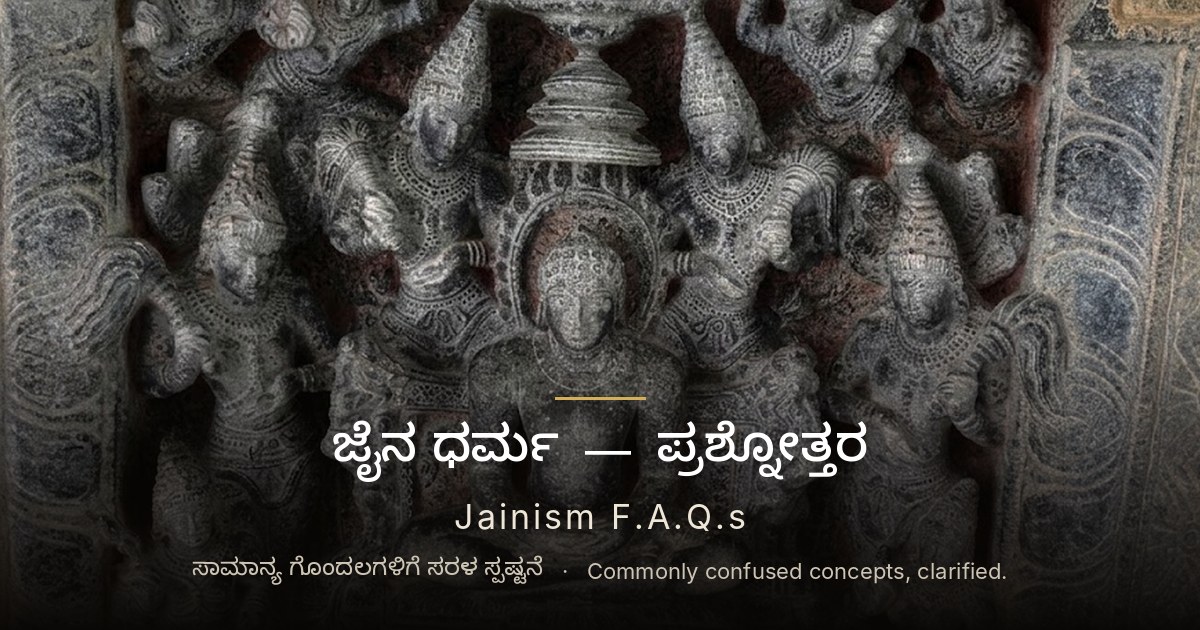 ಜೈನ ಧರ್ಮ — ಪ್ರಶ್ನೋತ್ತರ
Jainism F.A.Q.s
ಸಾಮಾನ್ಯ ಗೊಂದಲಗಳಿಗೆ ಸರಳ ಸ್ಪಷ್ಟನೆ · Commonly confused concepts, clarified.